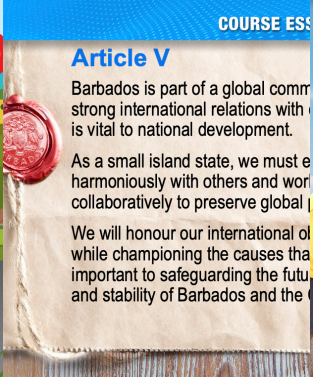 COURSE ESS
Article V
Barbados is part of a global comm
strong international relations with
is vital to national development.
As a small island state, we must e
harmoniously with others and worl
collaboratively to preserve global
We will honour our international ob
while championing the causes tha
important to safeguarding the futu
and stability of Barbados and the